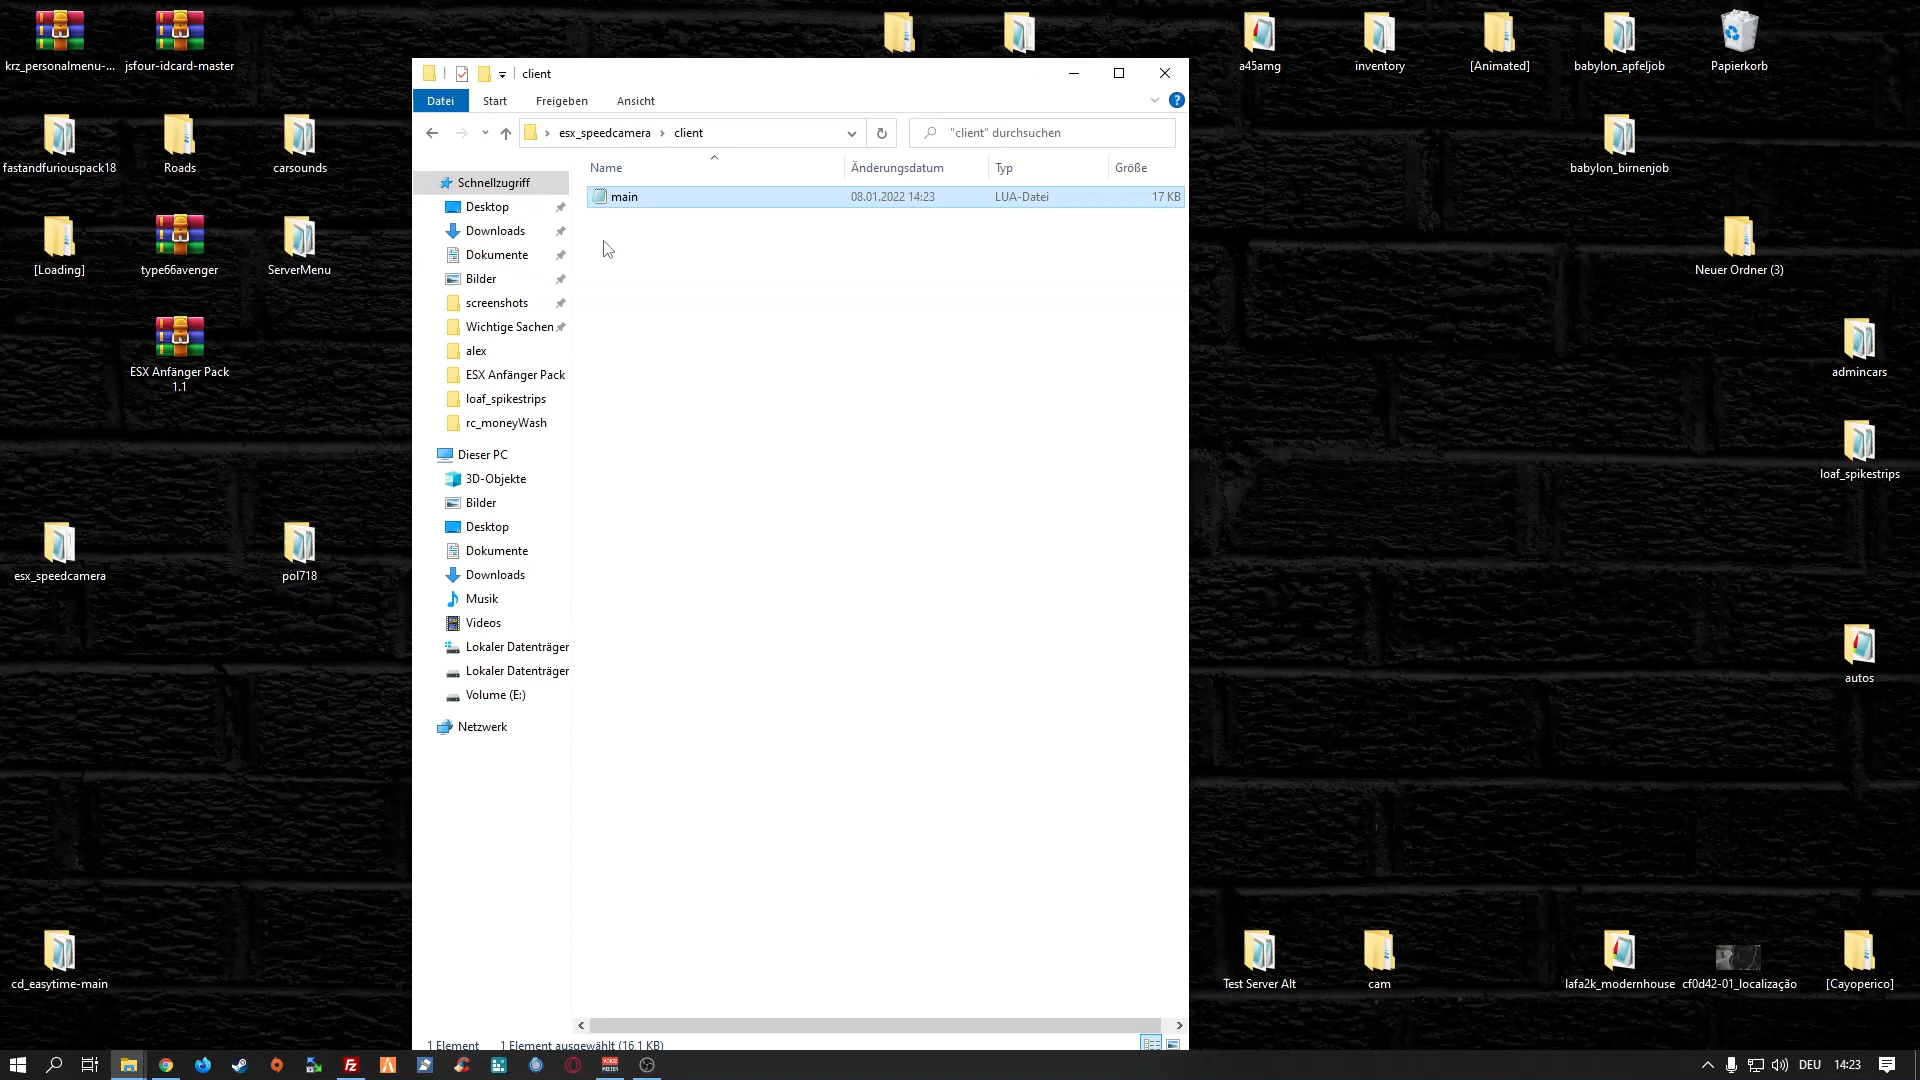 krz_personalmenu-...
jsfour-idcard-master
a45amg
inventory
[Animated]
babylon_apfeljob
Papierkorb
client
Datei
Start
Freigeben
Ansicht
esx_speedcamera
client
"client" durchsuchen
Name
Änderungsdatum
Typ
Größe
main
08.01.2022 14:23
LUA-Datei
17 KB
Schnellzugriff
Desktop
Downloads
Dokumente
Bilder
screenshots
Wichtige Sachen
alex
ESX Anfänger Pack
loaf_spikestrips
rc_moneyWash
Dieser PC
3D-Objekte
Bilder
Desktop
Dokumente
Downloads
Musik
Videos
Lokaler Datenträger
Lokaler Datenträger
Volume (E:)
Netzwerk
1 Element
1 Element ausgewählt (16,1 KB)
fastandfuriouspack18
Roads
carsounds
[Loading]
type66avenger
ServerMenu
ESX Anfänger Pack
1.1
esx_speedcamera
pol718
cd_easytime-main
babylon_birnenjob
Neuer Ordner (3)
admincars
loaf_spikestrips
autos
Test Server Alt
cam
lafa2k_modernhouse
cf0d42-01_localização
[Cayoperico]
DEU
14:23